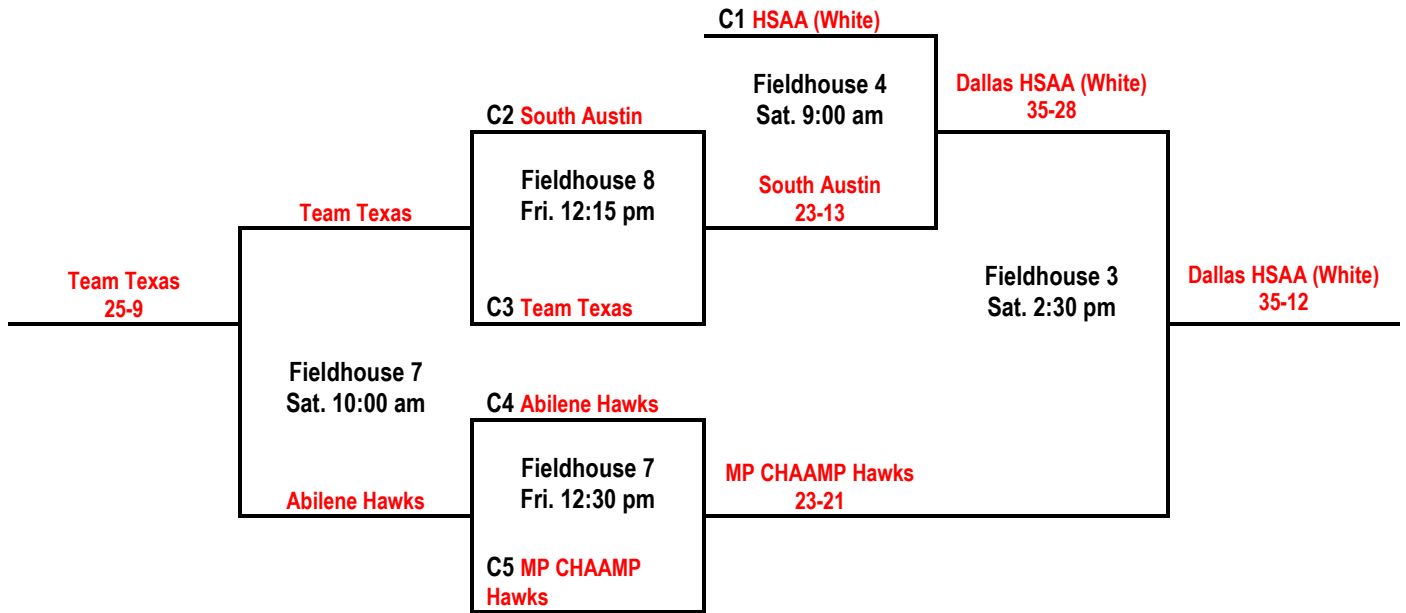 C1 HSAA (White)
Fieldhouse 4
Sat. 9:00 am
Dallas HSAA (White)
35-28
C2 South Austin
Fieldhouse 8
Fri. 12:15 pm
South Austin
23-13
Team Texas
Team Texas
25-9
C3 Team Texas
Fieldhouse 3
Sat. 2:30 pm
Dallas HSAA (White)
35-12
Fieldhouse 7
Sat. 10:00 am
C4 Abilene Hawks
Fieldhouse 7
Fri. 12:30 pm
MP CHAAMP Hawks
23-21
Abilene Hawks
C5 MP CHAAMP
Hawks